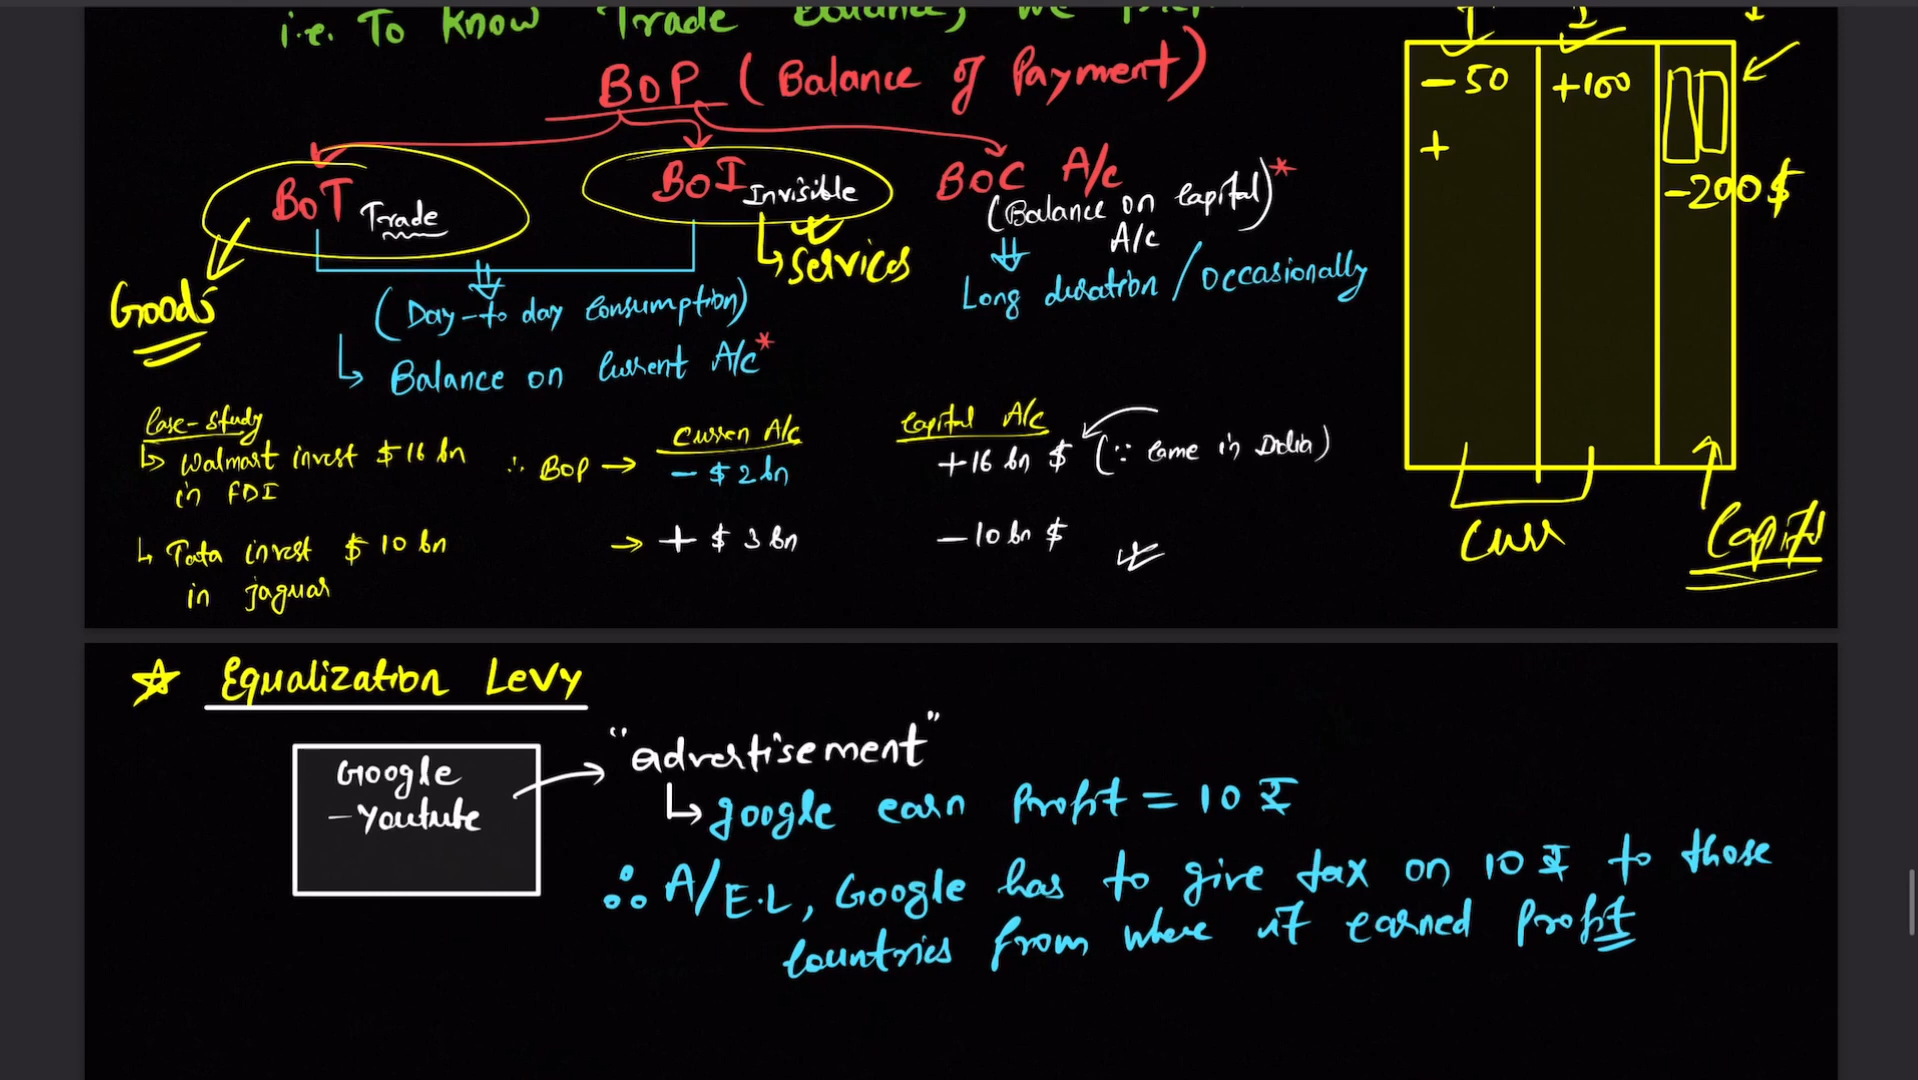 i.e. To know Trade Balance, we
BOP (Balance of Payment)
BOT Trade
BOI Invisible
BOC A/c
(Balance on Capital)*
A/c
Goods
↳ Services
(Day-to day Consumption)
Long duration / Occasionally
↳ Balance on Current A/c*
- 50
+100
+
-200$
Curr
Capital
Case-Study
↳ Walmart invest $16 bn
in FDI
∴ BOP →
Curren A/c
- $ 2 bn
Capital A/c
+16 bn $ (∵ Came in India)
↳ Tata invest $ 10 bn
in jaguar
→ + $ 3 bn
-10 bn $
☆ Equalization Levy
Google
- Youtube
"advertisement"
↳ google earn Profit = 10 ₹
∴ A/E.L, Google has to give tax on 10 ₹ to those
Countries from where it earned Profit